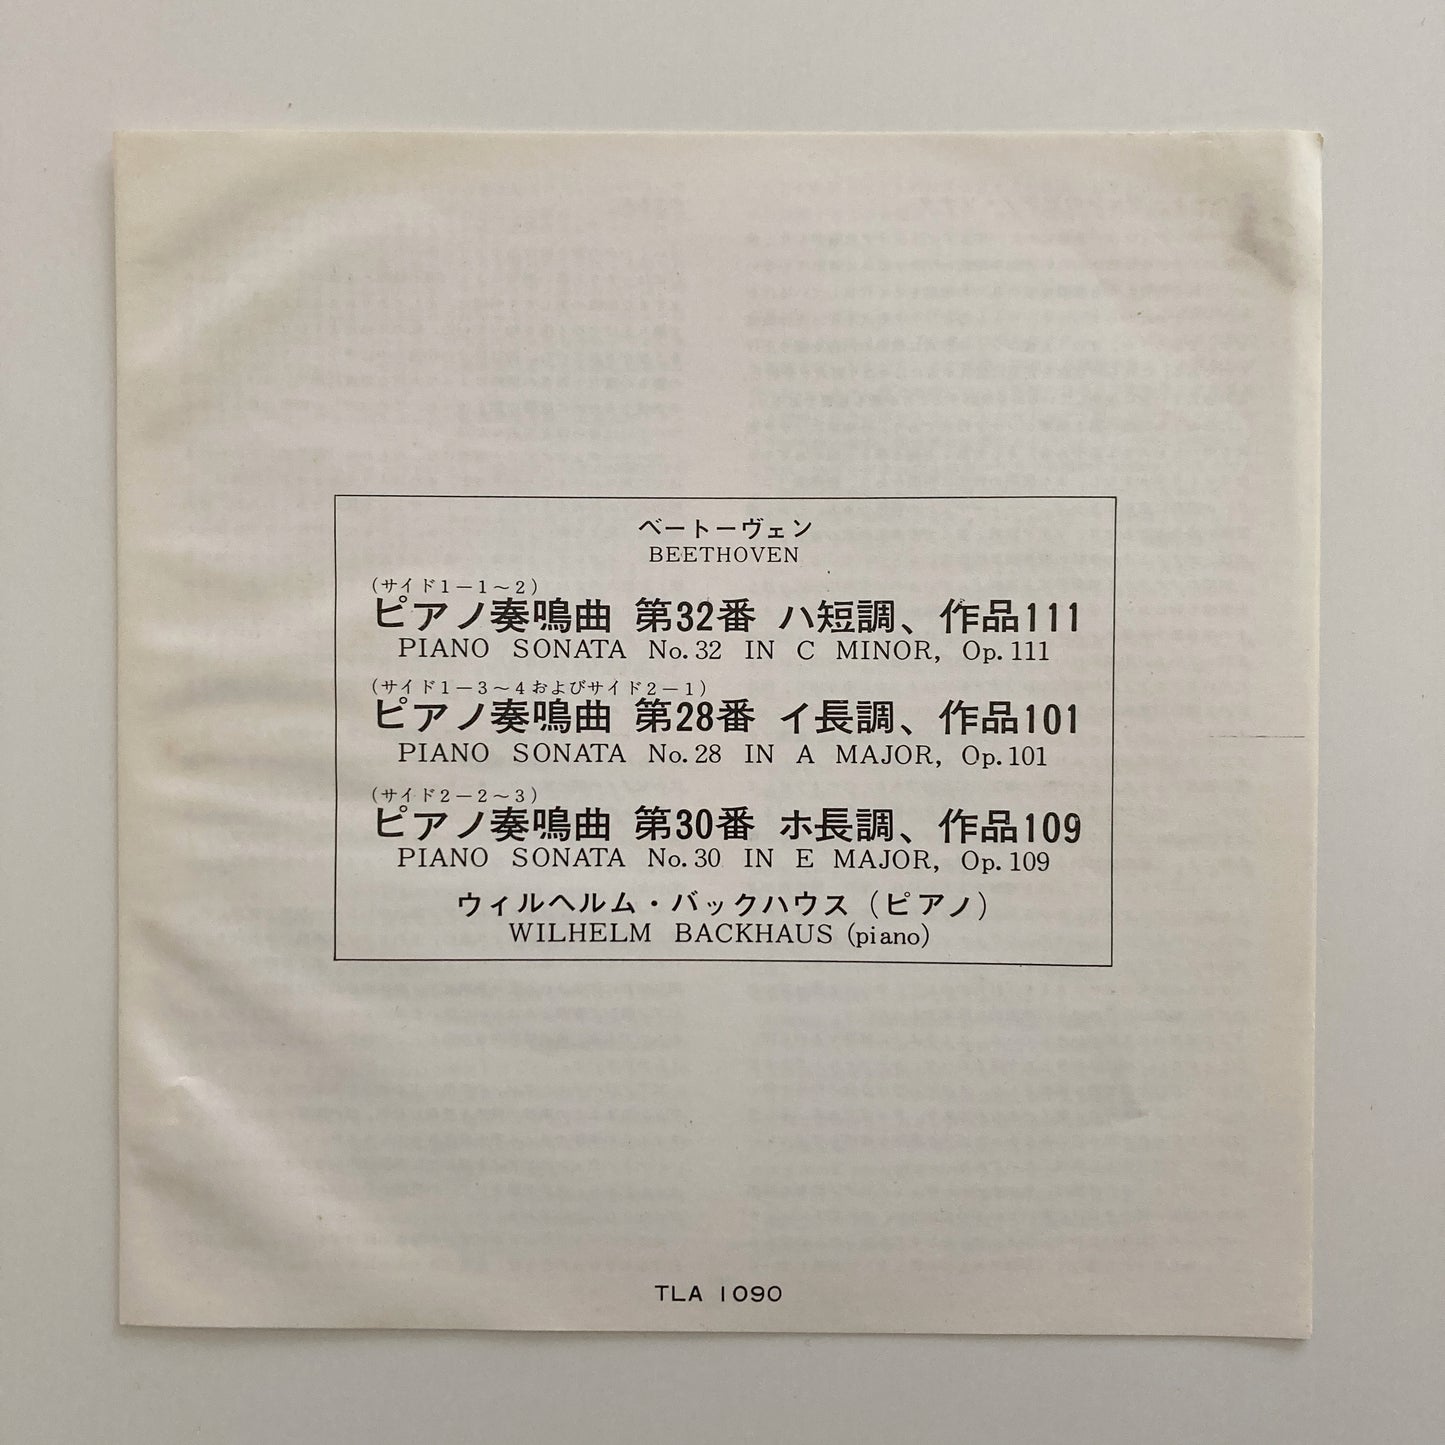 ベートーヴェン
BEETHOVEN
(サイド1－1～2)
ピアノ奏鳴曲 第32番 ハ短調、作品111
PIANO SONATA No.32 IN C MINOR, Op.111
(サイド1－3～4およびサイド2－1)
ピアノ奏鳴曲 第28番 イ長調、作品101
PIANO SONATA No.28 IN A MAJOR, Op.101
(サイド2－2～3)
ピアノ奏鳴曲 第30番 ホ長調、作品109
PIANO SONATA No.30 IN E MAJOR, Op.109
ウィルヘルム・バックハウス(ピアノ)
WILHELM BACKHAUS (piano)
TLA 1090